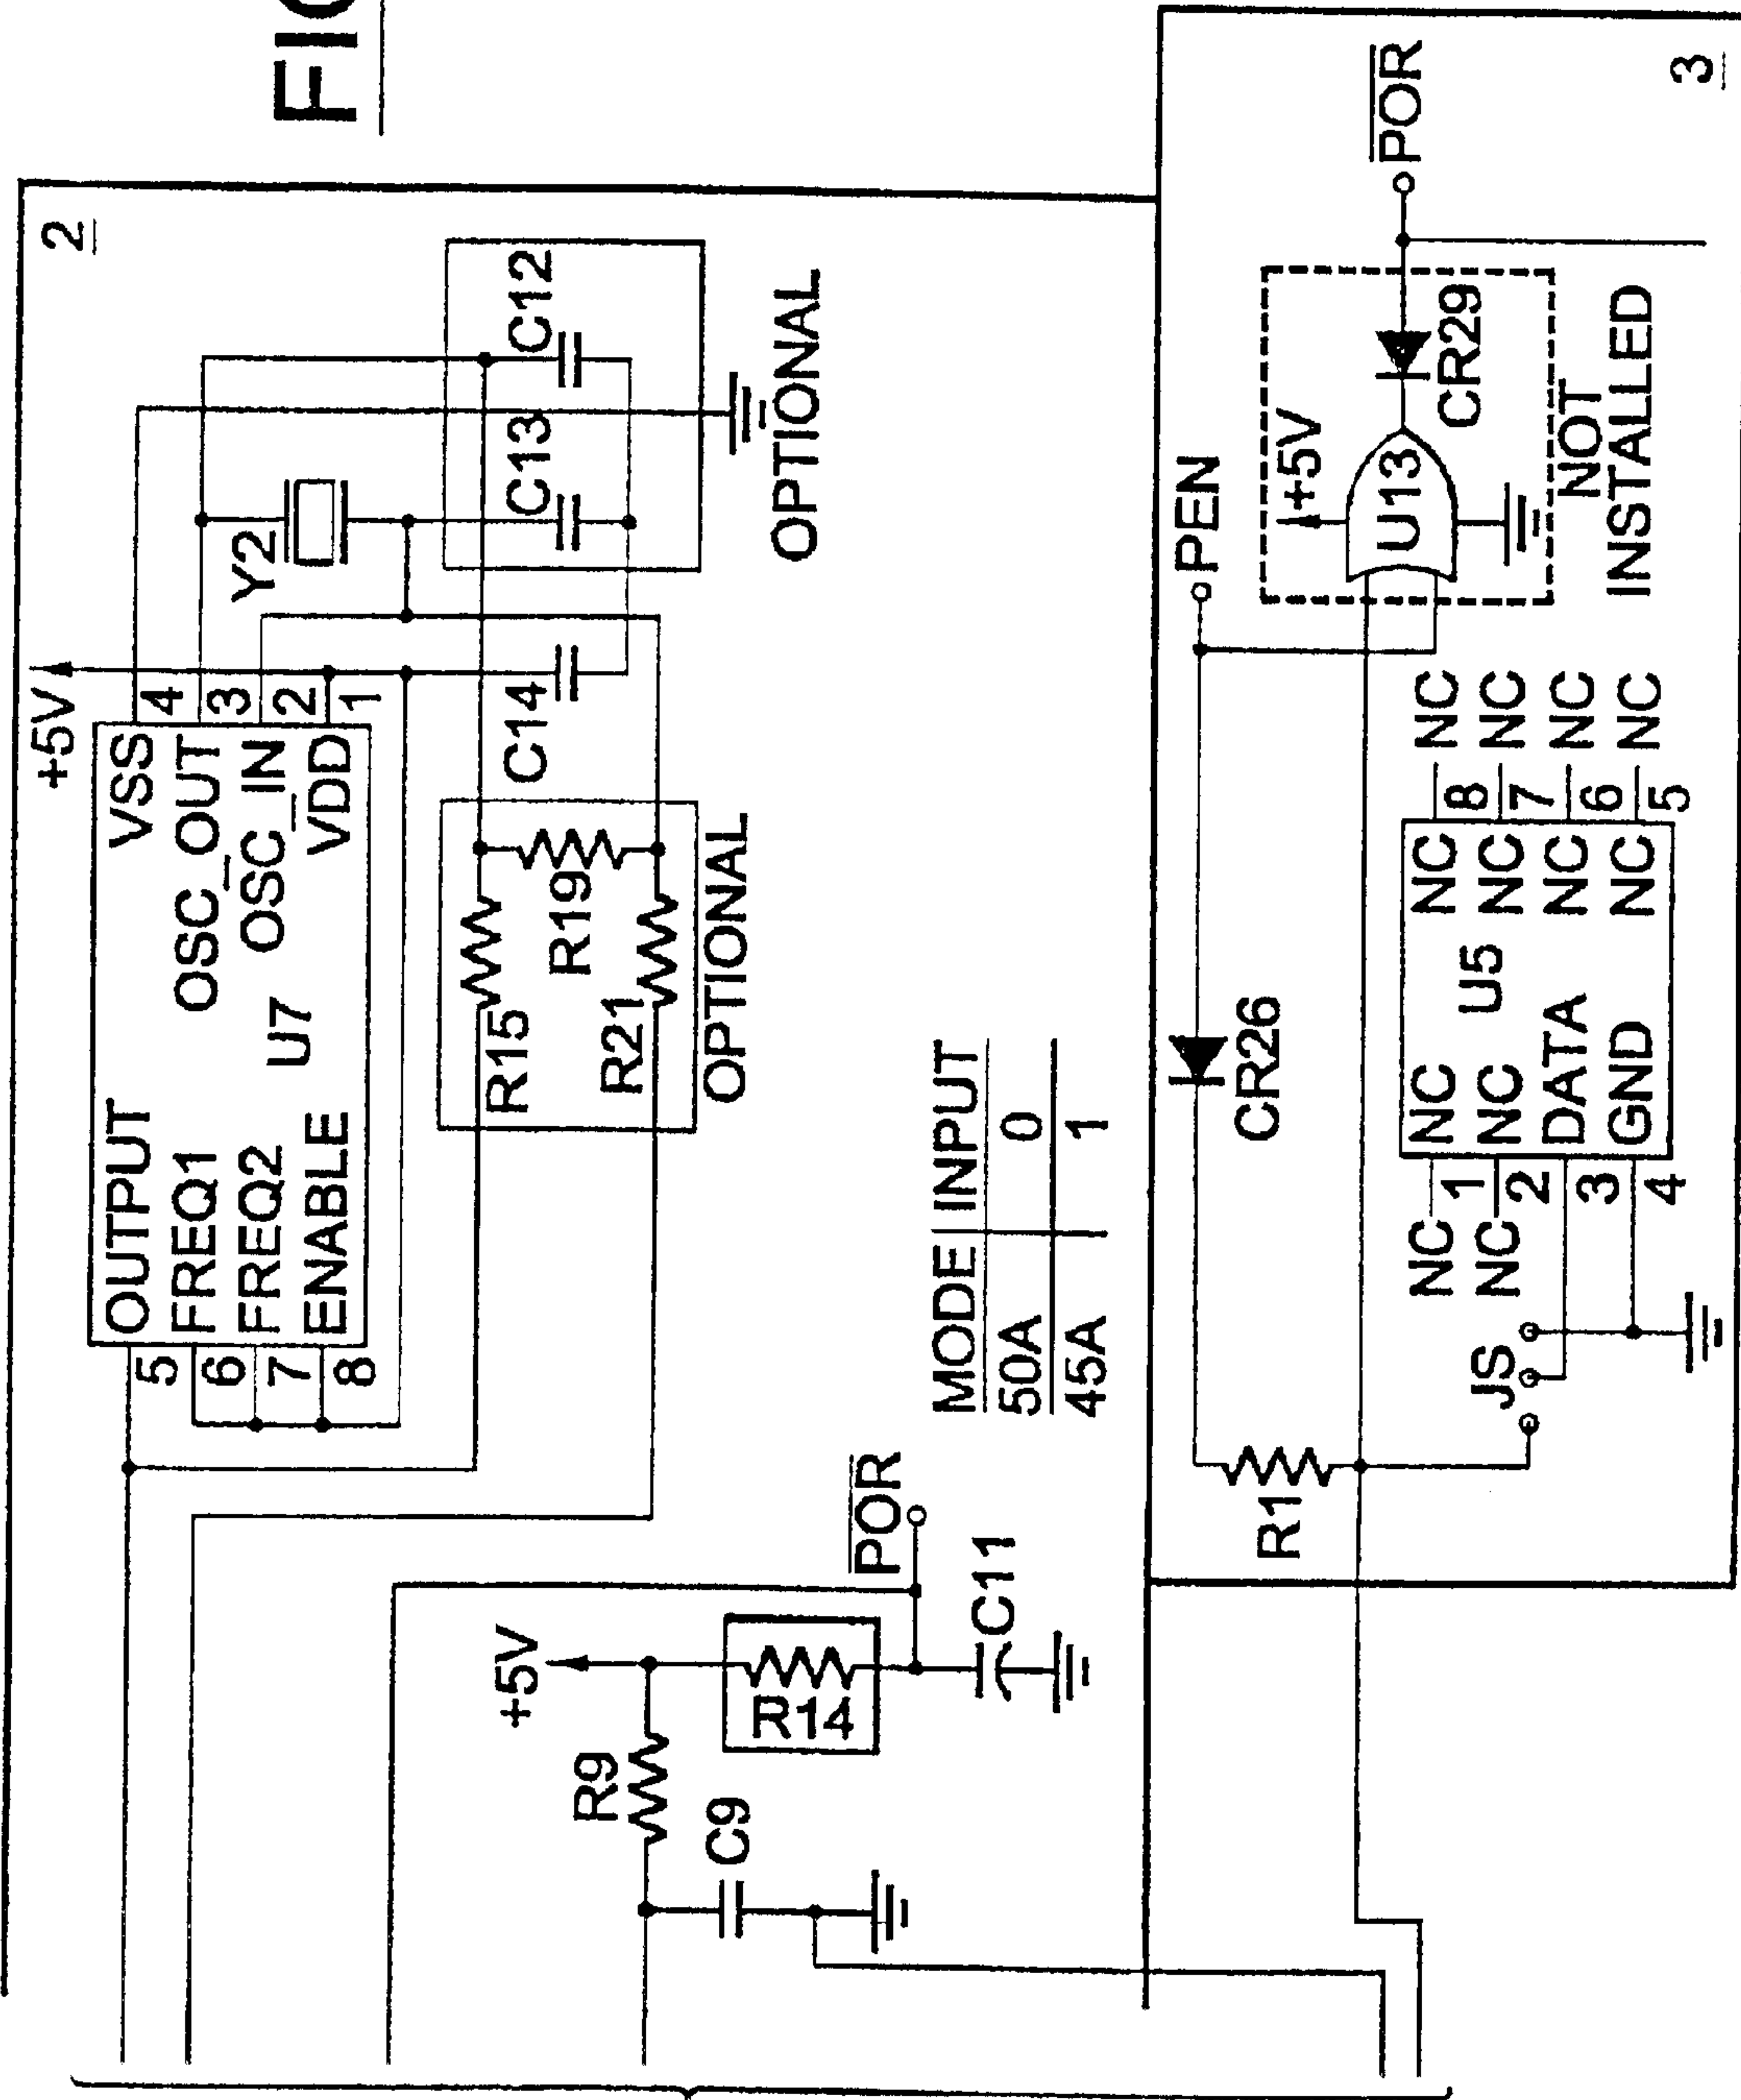 FIG
2
+5V
OUTPUT
FREQ1
FREQ2
ENABLE
U7
VSS
OSC_OUT
OSC_IN
VDD
5
6
7
8
4
3
2
1
Y2
C12
C13
C14
OPTIONAL
R15
R19
R21
OPTIONAL
POR
+5V
R9
R14
C9
C11
MODE INPUT
50A 0
45A 1
3
PEN
CR26
R1
+5V
U13
CR29
NOT
INSTALLED
POR
JS
NC 1 NC
NC 2 NC
3 DATA
4 GND
U5
NC 8 NC
NC 7 NC
NC 6 NC
NC 5 NC